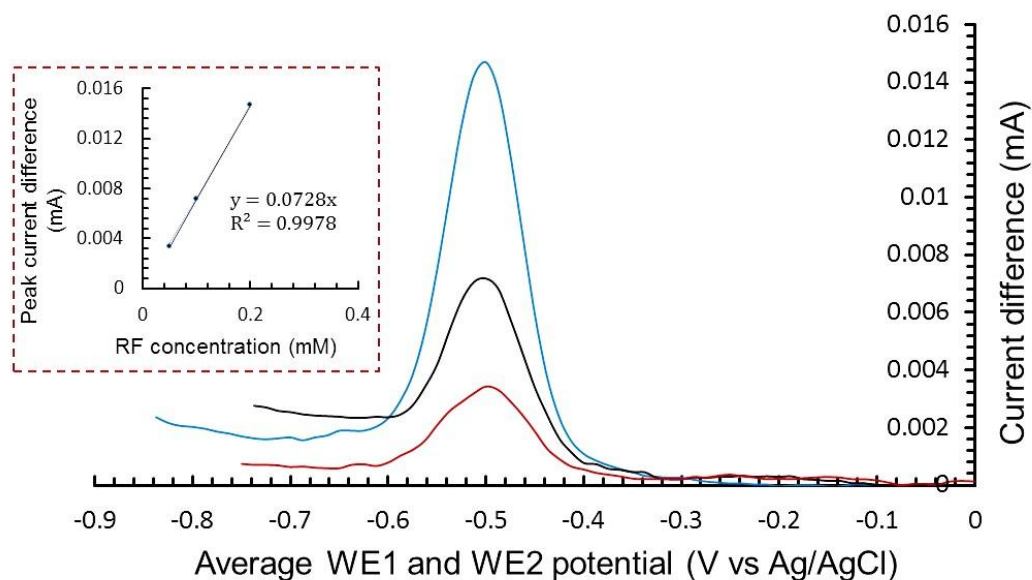 Peak current difference
(mA)
0.016
0.012
0.008
0.004
0
y = 0.0728x
R² = 0.9978
0 0.2 0.4
RF concentration (mM)
0.016
0.014
0.012
0.01
0.008
0.006
0.004
0.002
0
Current difference (mA)
-0.9 -0.8 -0.7 -0.6 -0.5 -0.4 -0.3 -0.2 -0.1 0
Average WE1 and WE2 potential (V vs Ag/AgCl)